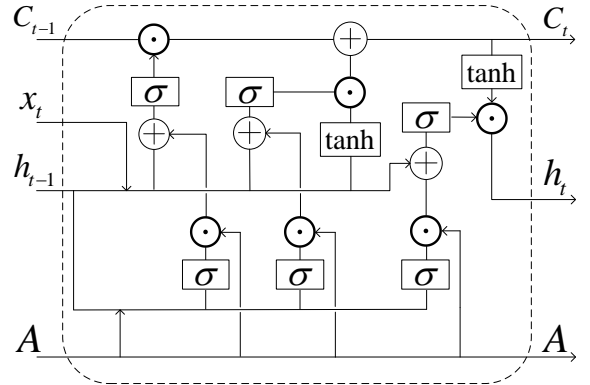 C_{t-1} C_t
σ σ tanh
x_t σ
tanh
h_{t-1} h_t
σ σ σ
A A